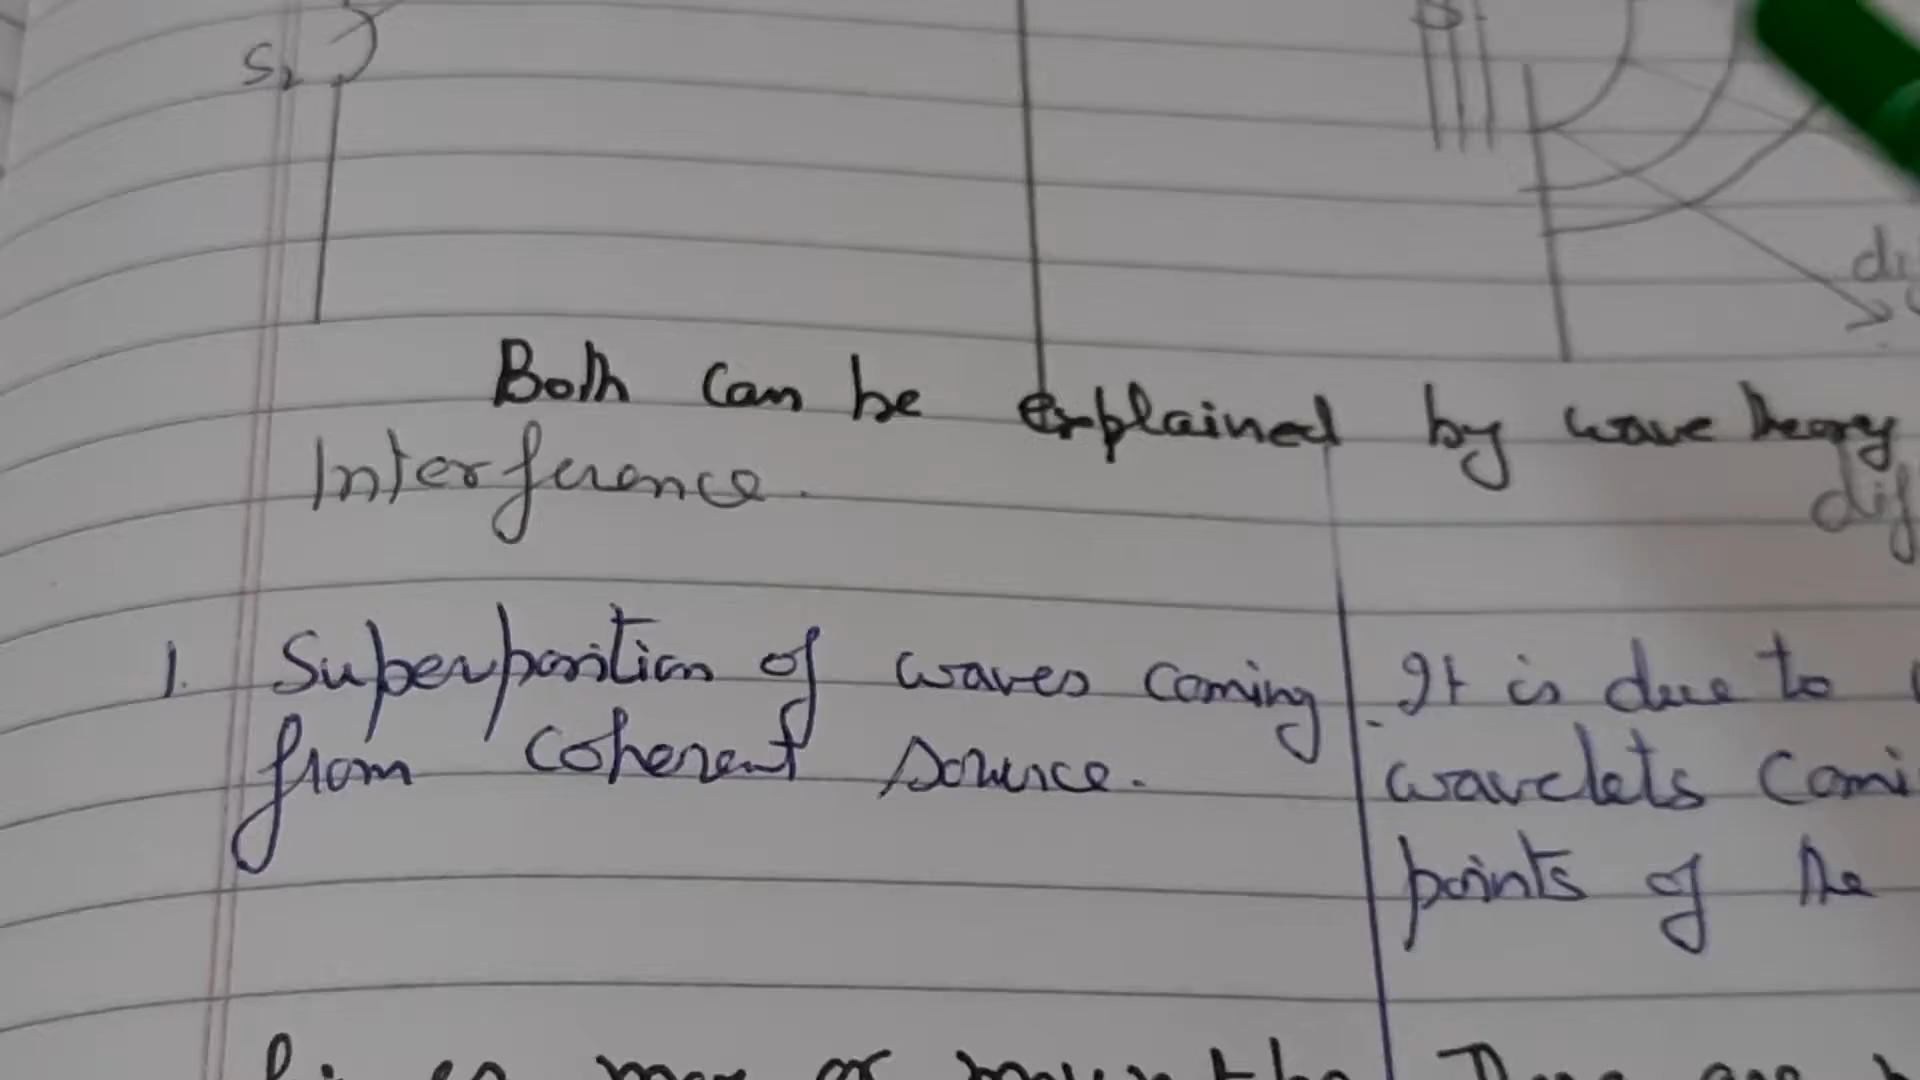 S2
Both can be explained by wave theory
Interference.
1. Superposition of waves coming
from coherent source.
It is due to
wavelets comi
points of the